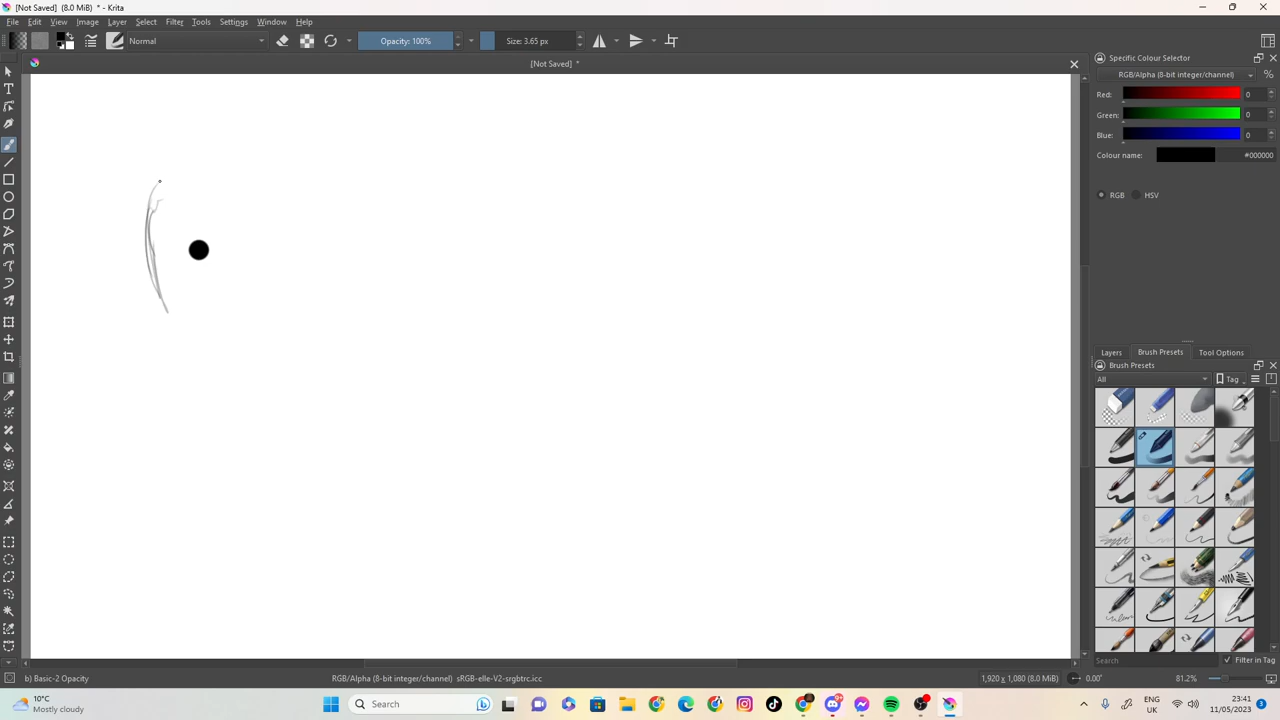 [Not Saved] (8.0 MiB) * - Krita
File Edit View Image Layer Select Filter Tools Settings Window Help
Normal Opacity: 100% Size: 3.65 px
[Not Saved] *
Specific Colour Selector
RGB/Alpha (8-bit integer/channel) %
Red: 0
Green: 0
Blue: 0
Colour name: #000000
RGB HSV
Layers Brush Presets Tool Options
Brush Presets
All Tag
Search Filter in Tag
b) Basic-2 Opacity RGB/Alpha (8-bit integer/channel) sRGB-elle-V2-srgbtrc.icc 1,920 x 1,080 (8.0 MiB) 0.00° 81.2%
10°C
Mostly cloudy
Search
ENG
UK
23:41
11/05/2023
3